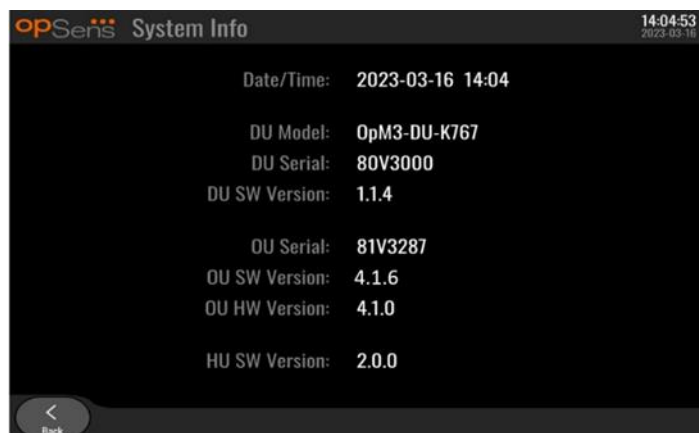 opSens System Info 14:04:53
2023-03-16
Date/Time: 2023-03-16 14:04
DU Model: OpM3-DU-K767
DU Serial: 80V3000
DU SW Version: 1.1.4
OU Serial: 81V3287
OU SW Version: 4.1.6
OU HW Version: 4.1.0
HU SW Version: 2.0.0
Back